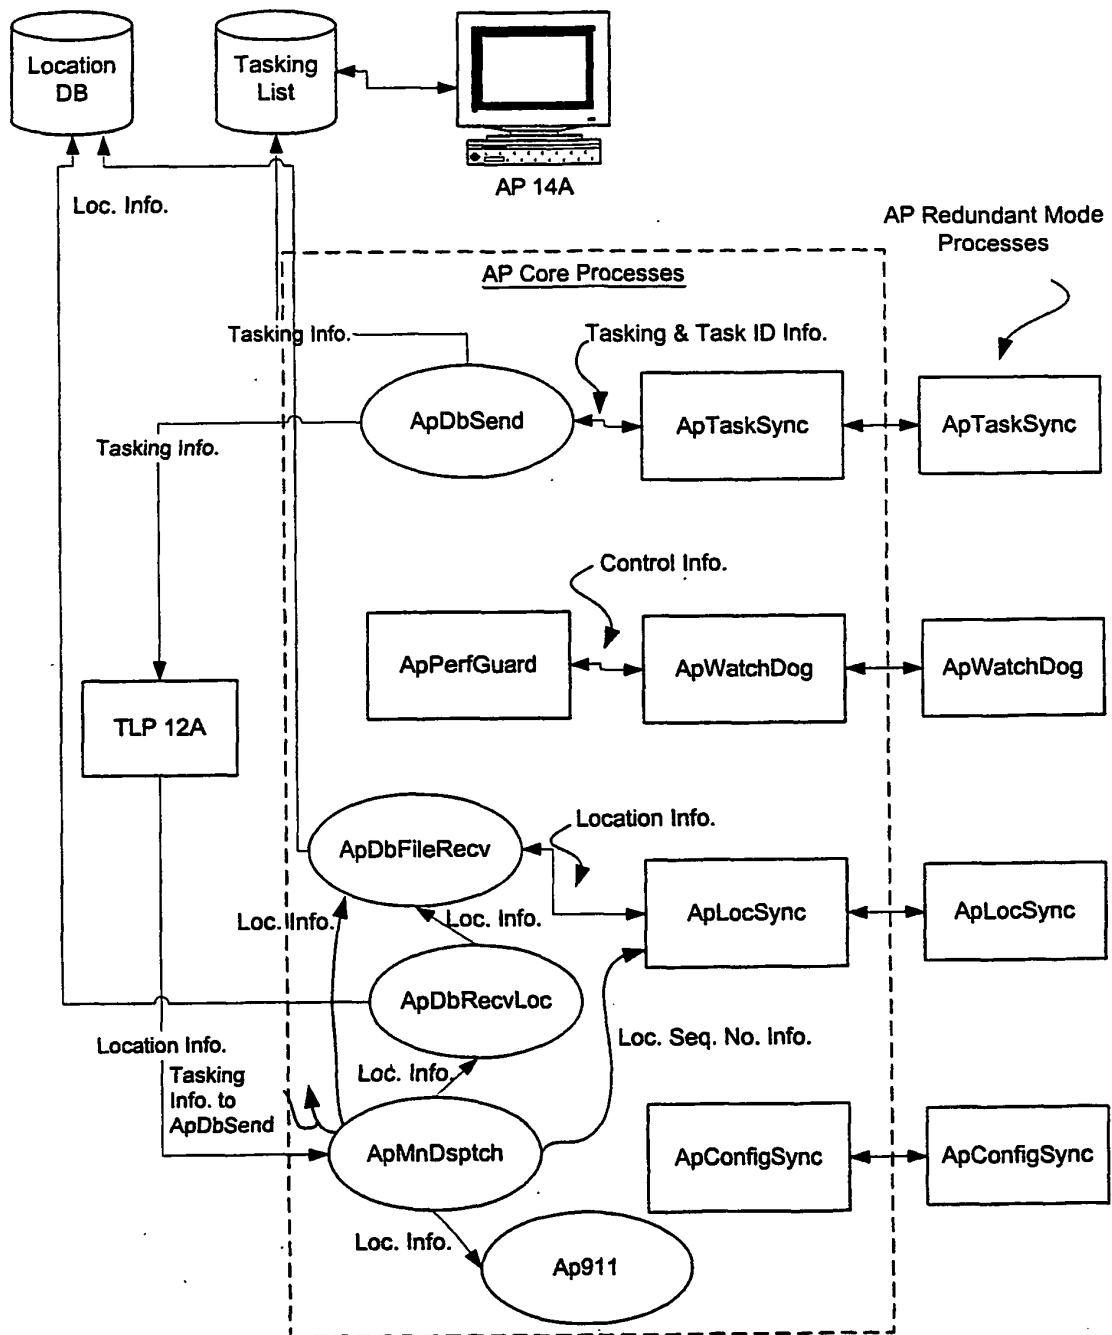 Location
DB
Tasking
List
AP 14A
Loc. Info.
AP Redundant Mode
Processes
AP Core Processes
Tasking Info.
Tasking & Task ID Info.
ApDbSend
ApTaskSync
ApTaskSync
Tasking Info.
Control Info.
ApPerfGuard
ApWatchDog
ApWatchDog
TLP 12A
Location Info.
ApDbFileRecv
ApLocSync
ApLocSync
Loc. Info.
Loc. Info.
ApDbRecvLoc
Loc. Seq. No. Info.
Location Info.
Tasking
Info. to
ApDbSend
Loc. Info.
ApMnDsptch
ApConfigSync
ApConfigSync
Loc. Info.
Ap911